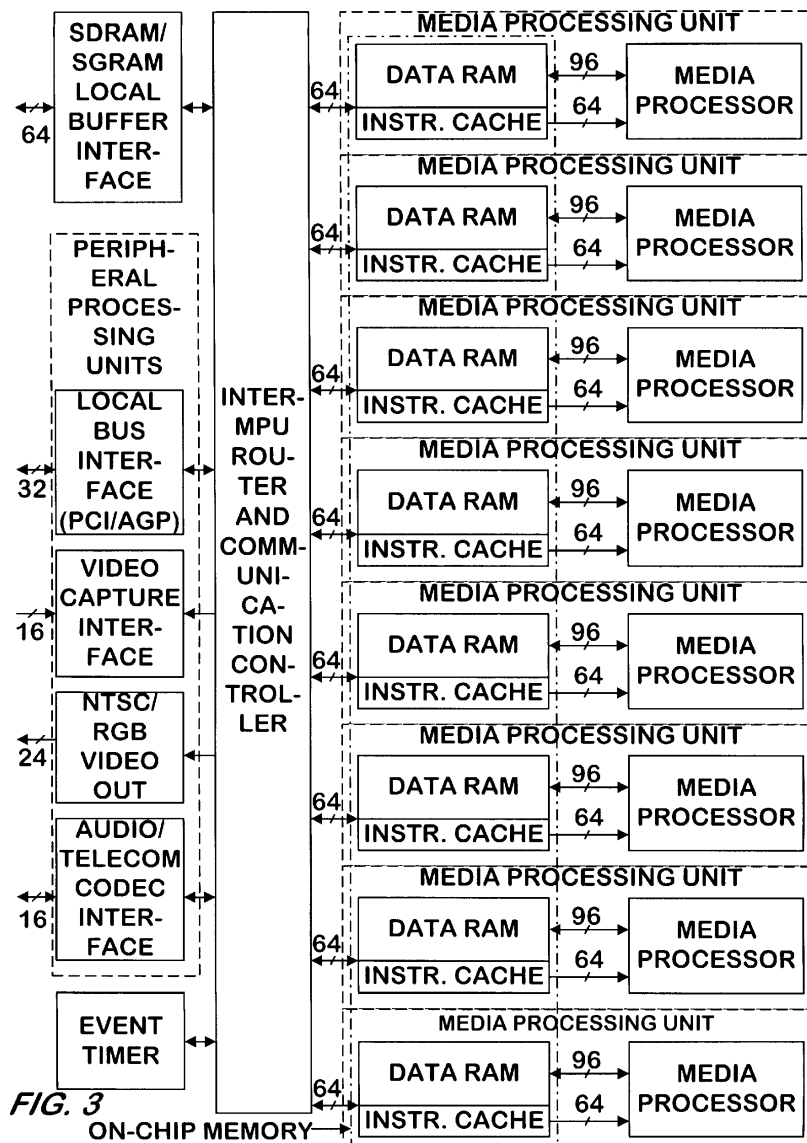 SDRAM/
SGRAM
LOCAL
BUFFER
INTER-
FACE
64
PERIPH-
ERAL
PROCES-
SING
UNITS
LOCAL
BUS
INTER-
FACE
(PCI/AGP)
32
VIDEO
CAPTURE
INTER-
FACE
16
NTSC/
RGB
VIDEO
OUT
24
AUDIO/
TELECOM
CODEC
INTER-
FACE
16
EVENT
TIMER
INTER-
MPU
ROU-
TER
AND
COMM-
UNI-
CA-
TION
CON-
TROL-
LER
MEDIA PROCESSING UNIT
64
DATA RAM
INSTR. CACHE
96
64
MEDIA
PROCESSOR
MEDIA PROCESSING UNIT
64
DATA RAM
INSTR. CACHE
96
64
MEDIA
PROCESSOR
MEDIA PROCESSING UNIT
64
DATA RAM
INSTR. CACHE
96
64
MEDIA
PROCESSOR
MEDIA PROCESSING UNIT
64
DATA RAM
INSTR. CACHE
96
64
MEDIA
PROCESSOR
MEDIA PROCESSING UNIT
64
DATA RAM
INSTR. CACHE
96
64
MEDIA
PROCESSOR
MEDIA PROCESSING UNIT
64
DATA RAM
INSTR. CACHE
96
64
MEDIA
PROCESSOR
MEDIA PROCESSING UNIT
64
DATA RAM
INSTR. CACHE
96
64
MEDIA
PROCESSOR
MEDIA PROCESSING UNIT
64
DATA RAM
INSTR. CACHE
96
64
MEDIA
PROCESSOR
FIG. 3
ON-CHIP MEMORY